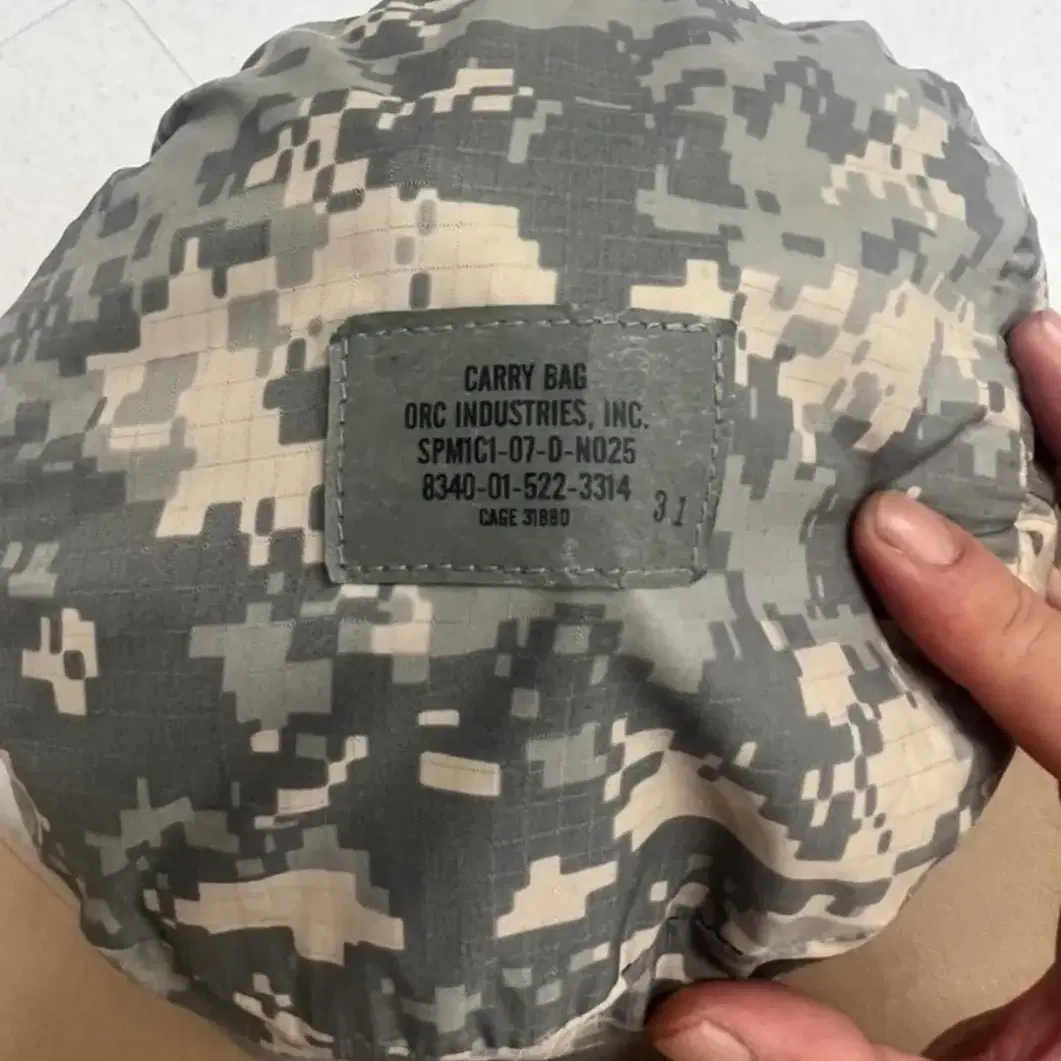 CARRY BAG
ORC INDUSTRIES, INC.
SPM1C1-07-D-N025
8340-01-522-3314
CAGE 31880
31